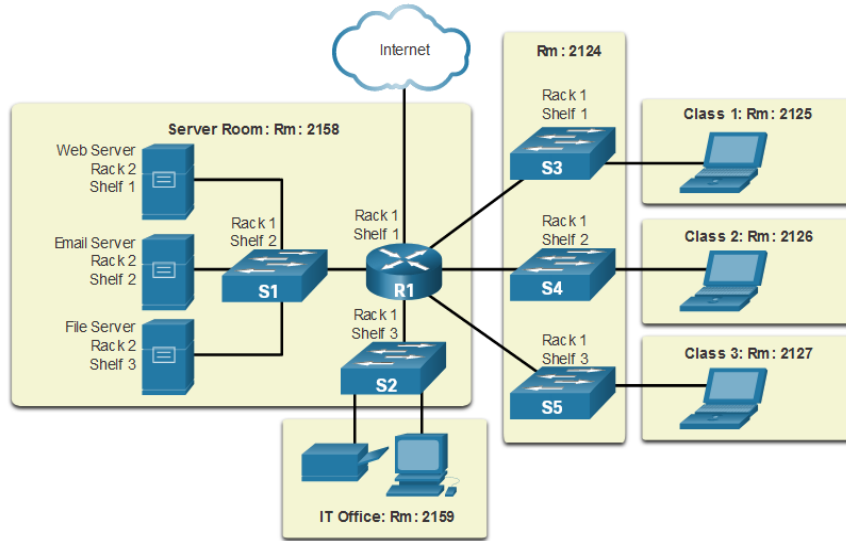 Internet
Rm: 2124
Server Room: Rm: 2158
Web Server
Rack 2
Shelf 1
Email Server
Rack 2
Shelf 2
File Server
Rack 2
Shelf 3
Rack 1
Shelf 2
S1
Rack 1
Shelf 1
R1
Rack 1
Shelf 3
S2
IT Office: Rm: 2159
Rack 1
Shelf 1
S3
Rack 1
Shelf 2
S4
Rack 1
Shelf 3
S5
Class 1: Rm: 2125
Class 2: Rm: 2126
Class 3: Rm: 2127